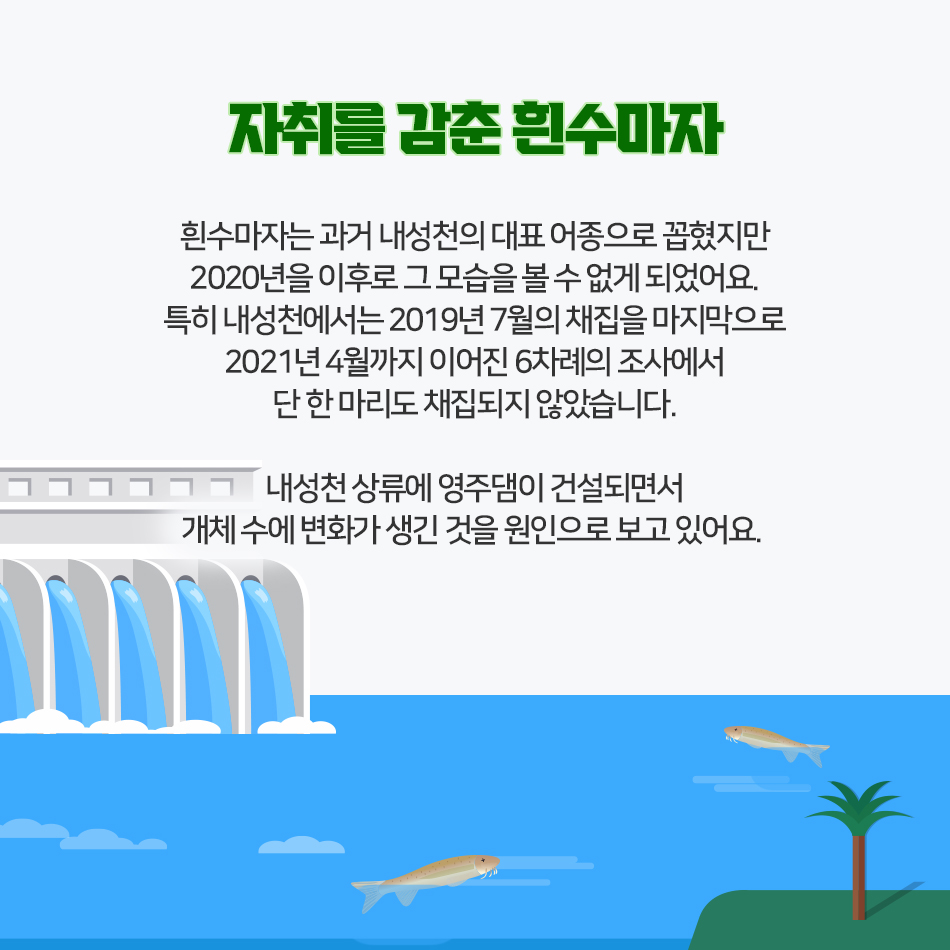 자취를 감춘 흰수마자
흰수마자는 과거 내성천의 대표 어종으로 꼽혔지만
2020년을 이후로 그 모습을 볼 수 없게 되었어요.
특히 내성천에서는 2019년 7월의 채집을 마지막으로
2021년 4월까지 이어진 6차례의 조사에서
단 한 마리도 채집되지 않았습니다.
내성천 상류에 영주댐이 건설되면서
개체 수에 변화가 생긴 것을 원인으로 보고 있어요.